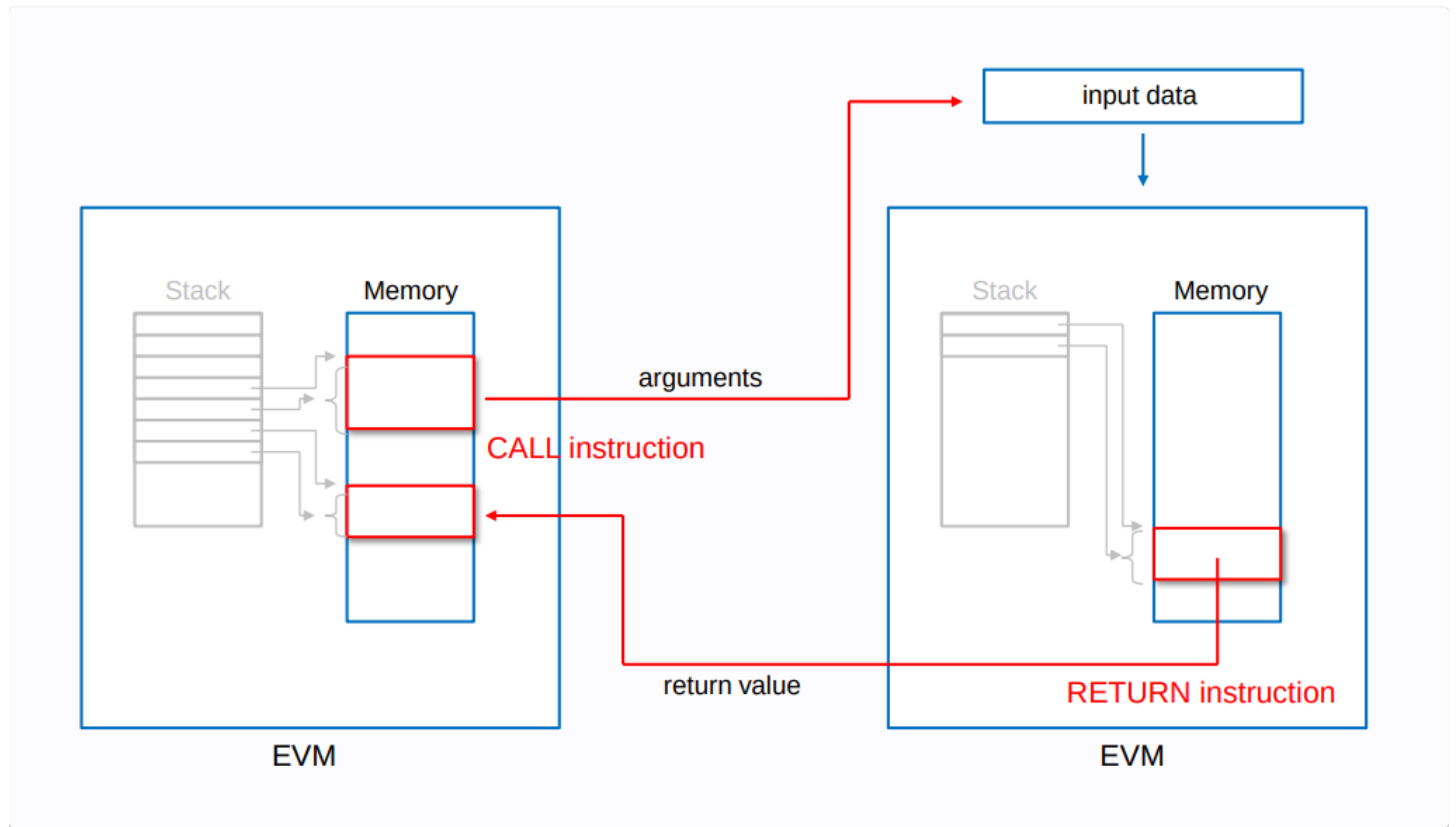 input data
Stack
Memory
Stack
Memory
arguments
CALL instruction
return value
RETURN instruction
EVM
EVM